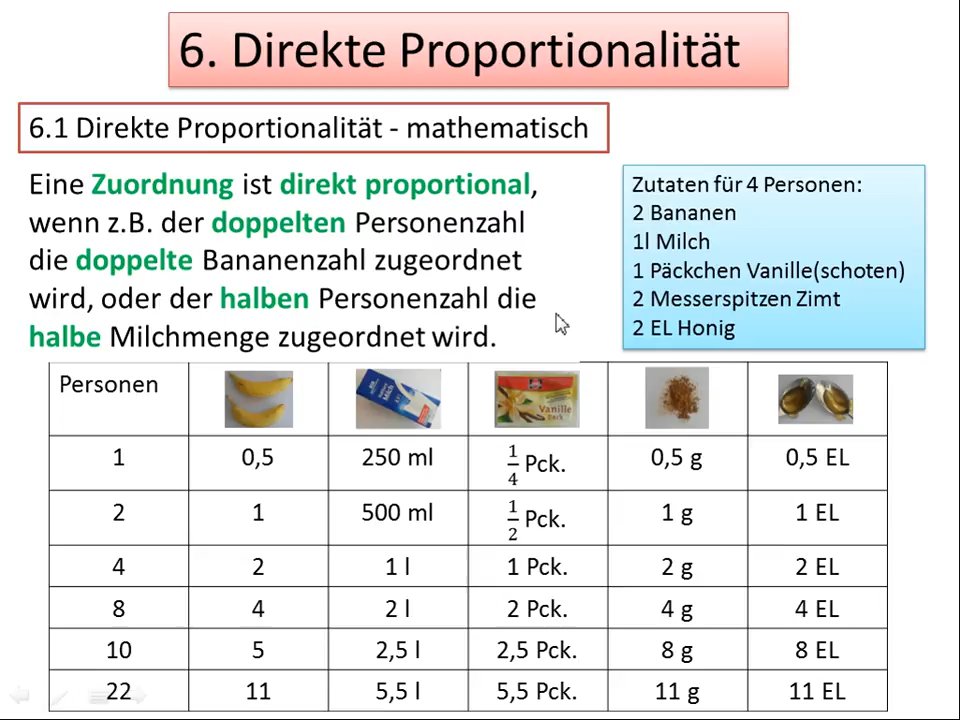 6. Direkte Proportionalität
6.1 Direkte Proportionalität - mathematisch
Eine Zuordnung ist direkt proportional,
wenn z.B. der doppelten Personenzahl
die doppelte Bananenzahl zugeordnet
wird, oder der halben Personenzahl die
halbe Milchmenge zugeordnet wird.
Zutaten für 4 Personen:
2 Bananen
1l Milch
1 Päckchen Vanille(schoten)
2 Messerspitzen Zimt
2 EL Honig
Personen Milch Vanille
1 0,5 250 ml 1/4 Pck. 0,5 g 0,5 EL
2 1 500 ml 1/2 Pck. 1 g 1 EL
4 2 1 l 1 Pck. 2 g 2 EL
8 4 2 l 2 Pck. 4 g 4 EL
10 5 2,5 l 2,5 Pck. 8 g 8 EL
22 11 5,5 l 5,5 Pck. 11 g 11 EL